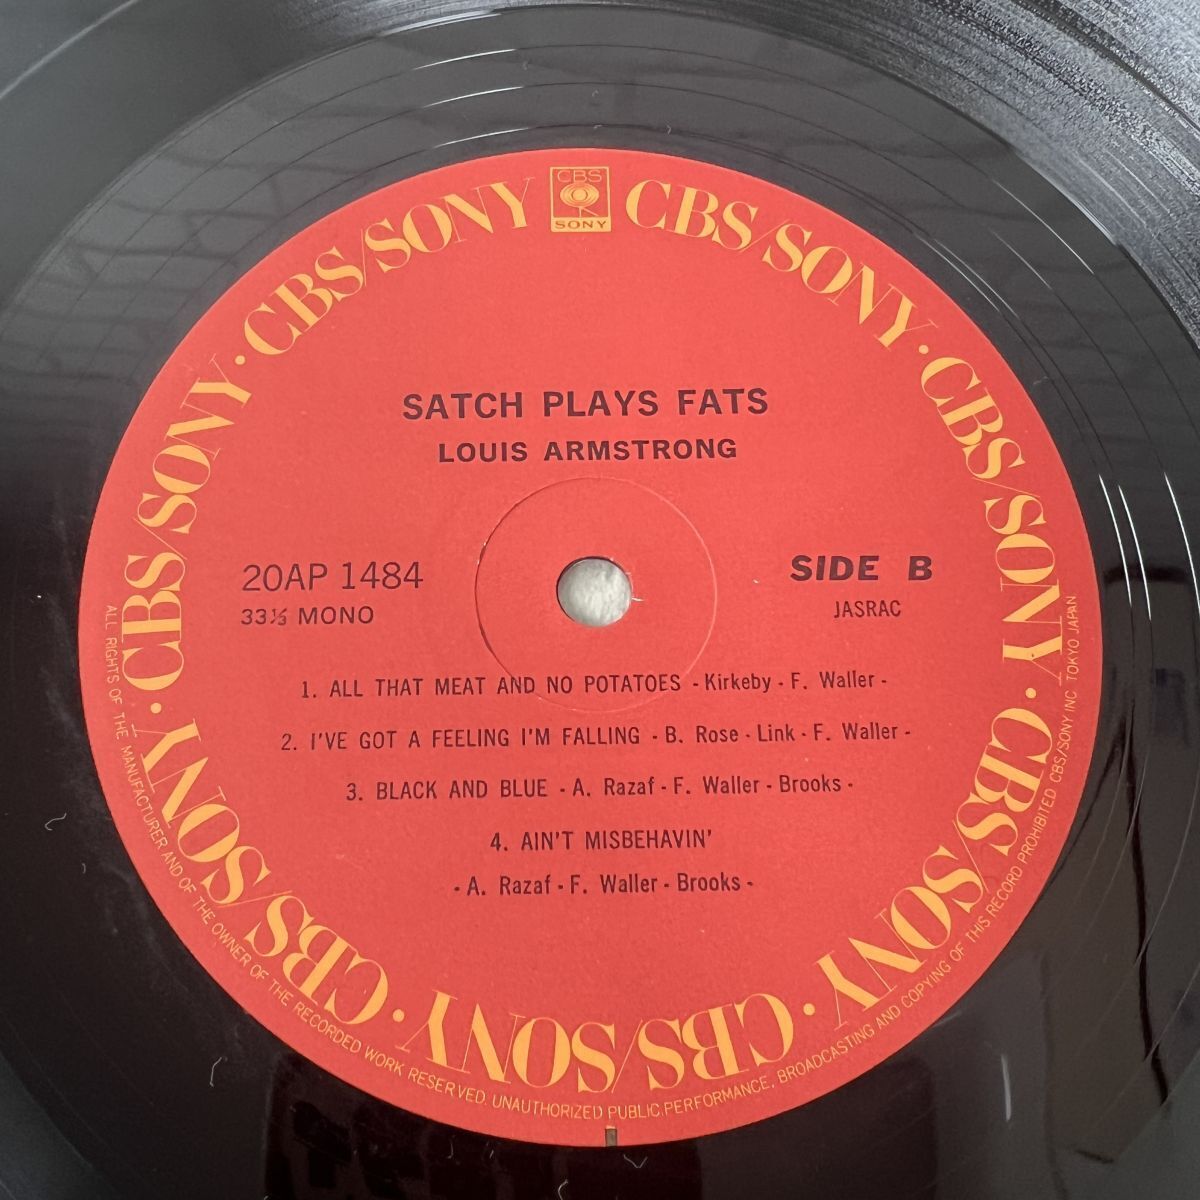 CBS
SONY
CBS/SONY · CBS/SONY · CBS/SONY · CBS/SONY · CBS/SONY · CBS/SONY · CBS/SONY · CBS/SONY
SATCH PLAYS FATS
LOUIS ARMSTRONG
20AP 1484
33⅓ MONO
SIDE B
JASRAC
1. ALL THAT MEAT AND NO POTATOES - Kirkeby - F. Waller -
2. I'VE GOT A FEELING I'M FALLING - B. Rose - Link - F. Waller -
3. BLACK AND BLUE - A. Razaf - F. Waller - Brooks -
4. AIN'T MISBEHAVIN'
- A. Razaf - F. Waller - Brooks -
ALL RIGHTS OF THE MANUFACTURER AND OF THE OWNER OF THE RECORDED WORK RESERVED. UNAUTHORIZED PUBLIC PERFORMANCE, BROADCASTING AND COPYING OF THIS RECORD PROHIBITED CBS/SONY INC TOKYO JAPAN